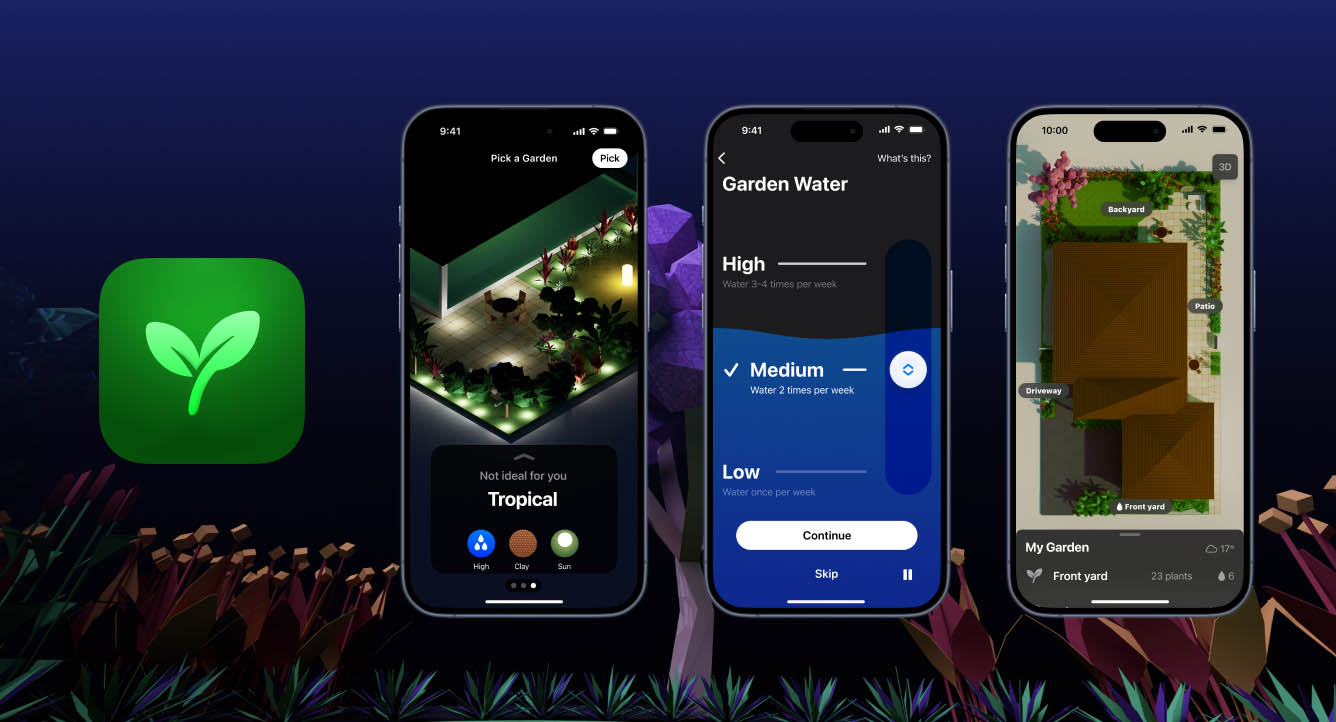 9:41
Pick a Garden
Pick
Not ideal for you
Tropical
High
Clay
Sun
9:41
What's this?
Garden Water
High
Water 3-4 times per week
Medium
Water 2 times per week
Low
Water once per week
Continue
Skip
10:00
3D
Backyard
Patio
Driveway
Front yard
My Garden
17°
Front yard
23 plants
6